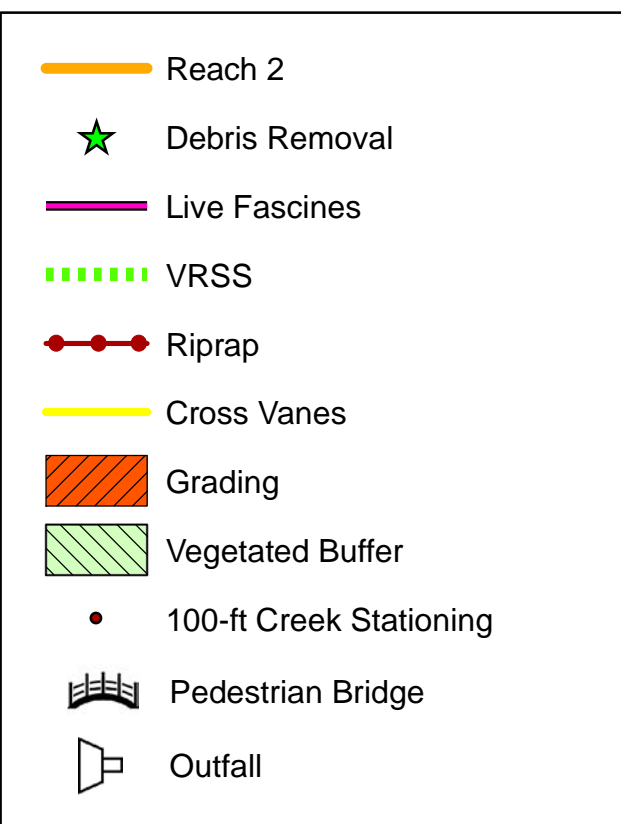 Reach 2
Debris Removal
Live Fascines
VRSS
Riprap
Cross Vanes
Grading
Vegetated Buffer
100-ft Creek Stationing
Pedestrian Bridge
Outfall